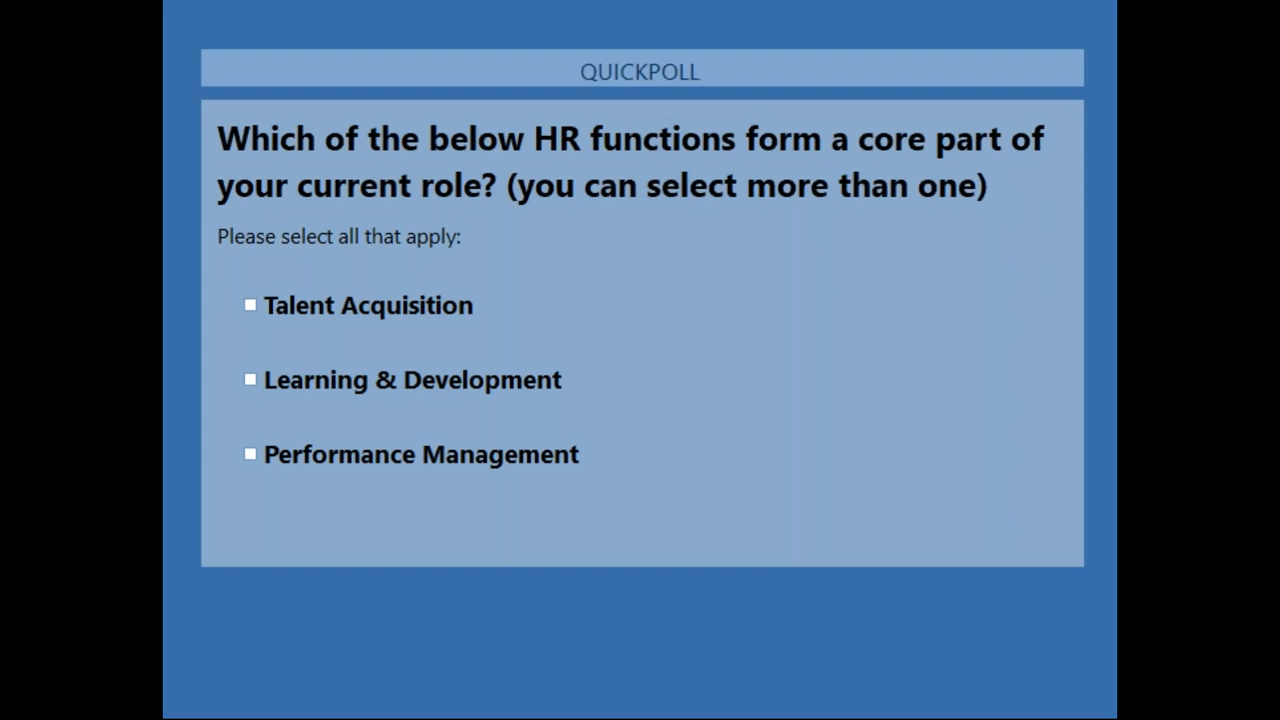 QUICKPOLL
Which of the below HR functions form a core part of
your current role? (you can select more than one)
Please select all that apply:
Talent Acquisition
Learning & Development
Performance Management